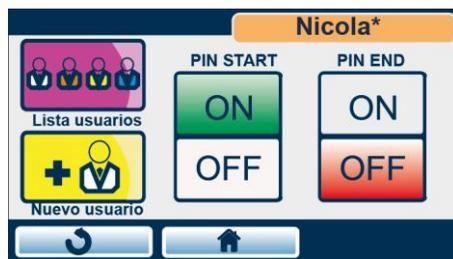 Nicola*
PIN START
PIN END
ON
ON
Lista usuarios
OFF
OFF
Nuevo usuario